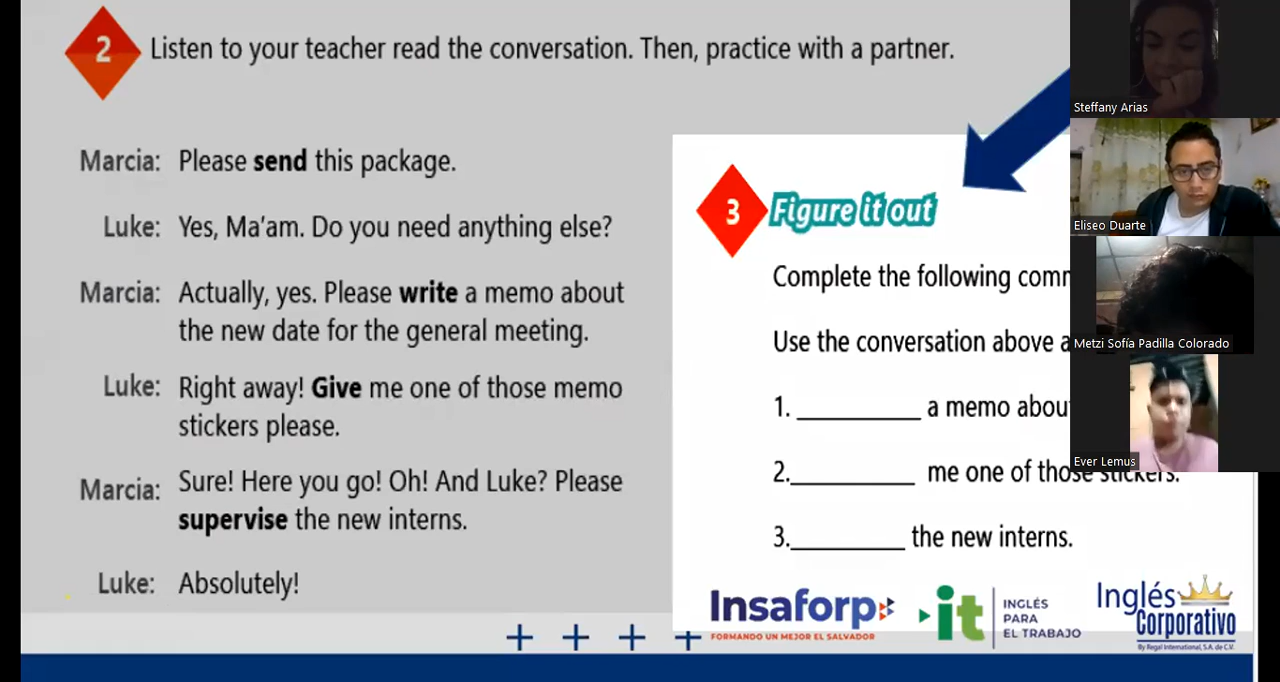 2 Listen to your teacher read the conversation. Then, practice with a partner.
Marcia: Please send this package.
Luke: Yes, Ma'am. Do you need anything else?
Marcia: Actually, yes. Please write a memo about
the new date for the general meeting.
Luke: Right away! Give me one of those memo
stickers please.
Marcia: Sure! Here you go! Oh! And Luke? Please
supervise the new interns.
Luke: Absolutely!
3 Figure it out
Complete the following
Use the conversation above
1. __________ a memo
2.__________ me one of those stickers.
3.__________ the new interns.
Insaforp
FORMANDO UN MEJOR EL SALVADOR
it
INGLÉS
PARA
EL TRABAJO
Inglés
Corporativo
By Regal International, S.A. de C.V.
Steffany Arias
Eliseo Duarte
Metzi Sofía Padilla Colorado
Ever Lemus